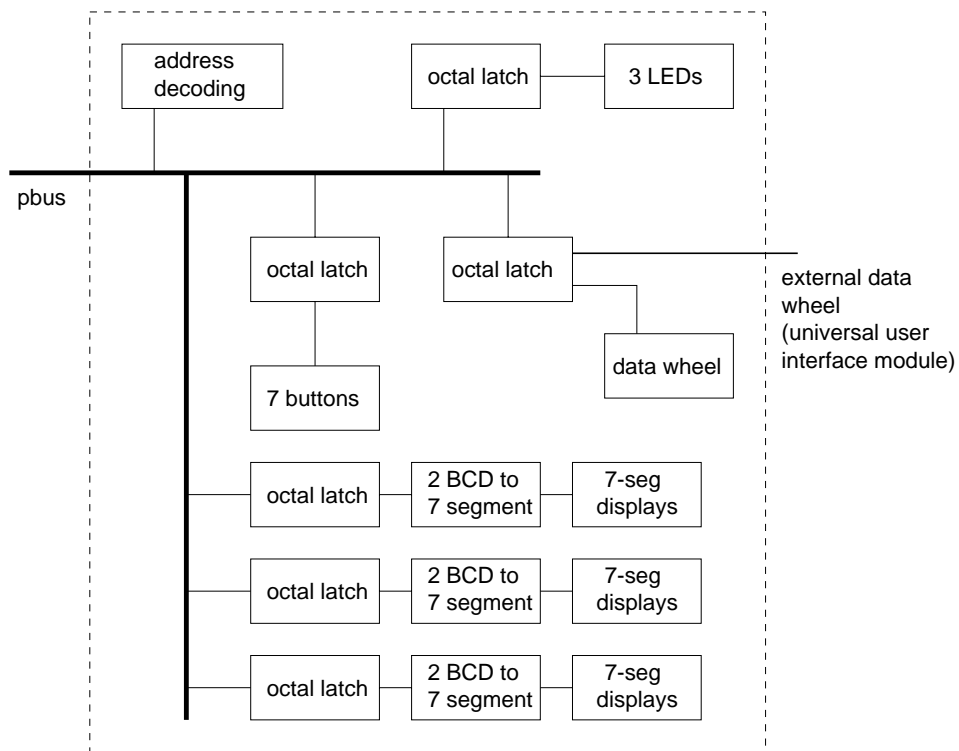 address
decoding
octal latch
3 LEDs
pbus
octal latch
octal latch
external data
wheel
(universal user
interface module)
data wheel
7 buttons
octal latch
2 BCD to
7 segment
7-seg
displays
octal latch
2 BCD to
7 segment
7-seg
displays
octal latch
2 BCD to
7 segment
7-seg
displays